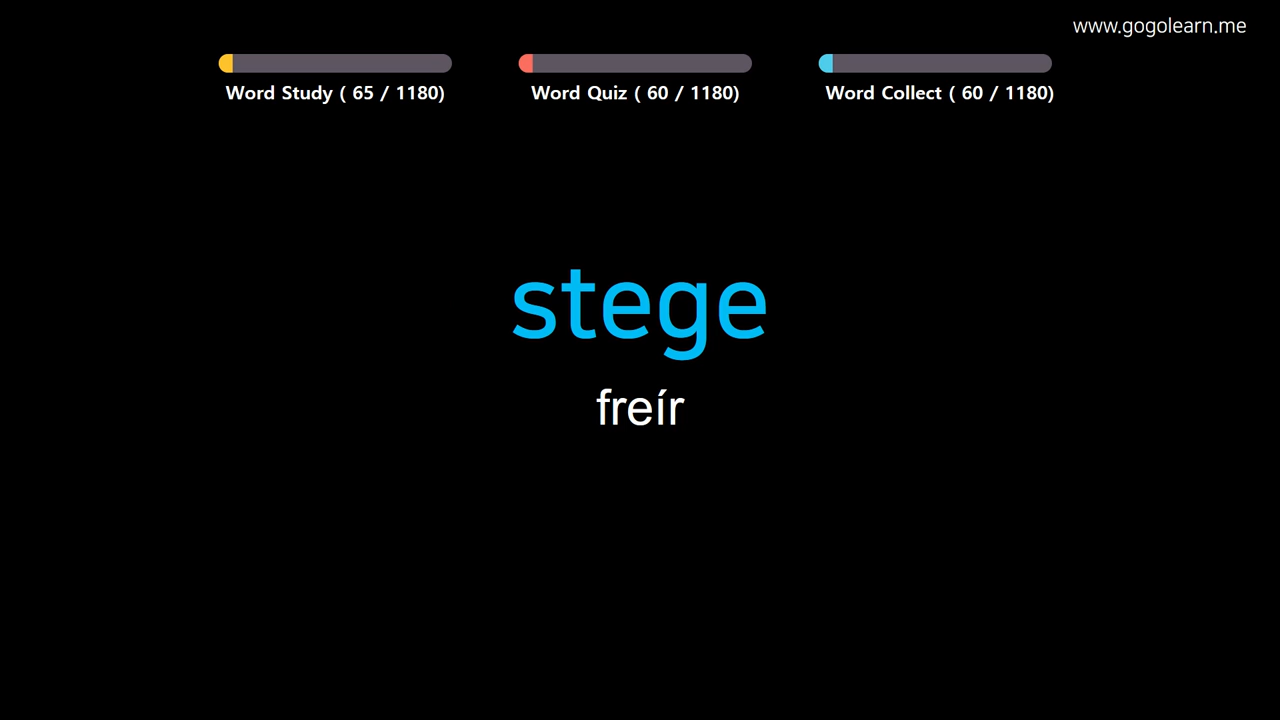 www.gogolearn.me
Word Study ( 65 / 1180)
Word Quiz ( 60 / 1180)
Word Collect ( 60 / 1180)
stege
freír